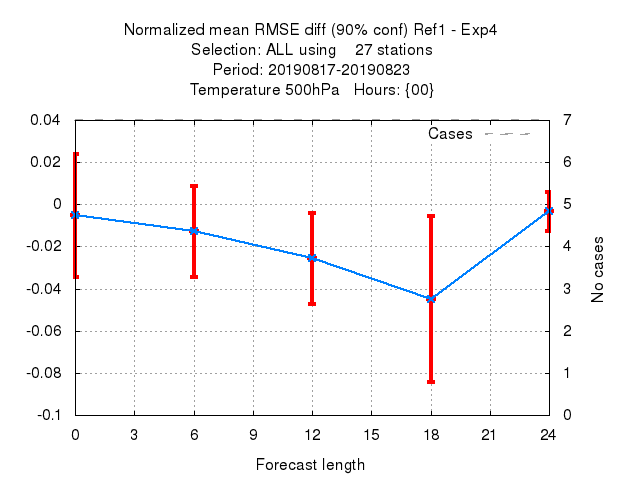 Normalized mean RMSE diff (90% conf) Ref1 - Exp4
Selection: ALL using    27 stations
Period: 20190817-20190823
Temperature 500hPa   Hours: {00}
Cases
0.04
0.02
0
-0.02
-0.04
-0.06
-0.08
-0.1
7
6
5
4
3
2
1
0
No cases
0 3 6 9 12 15 18 21 24
Forecast length